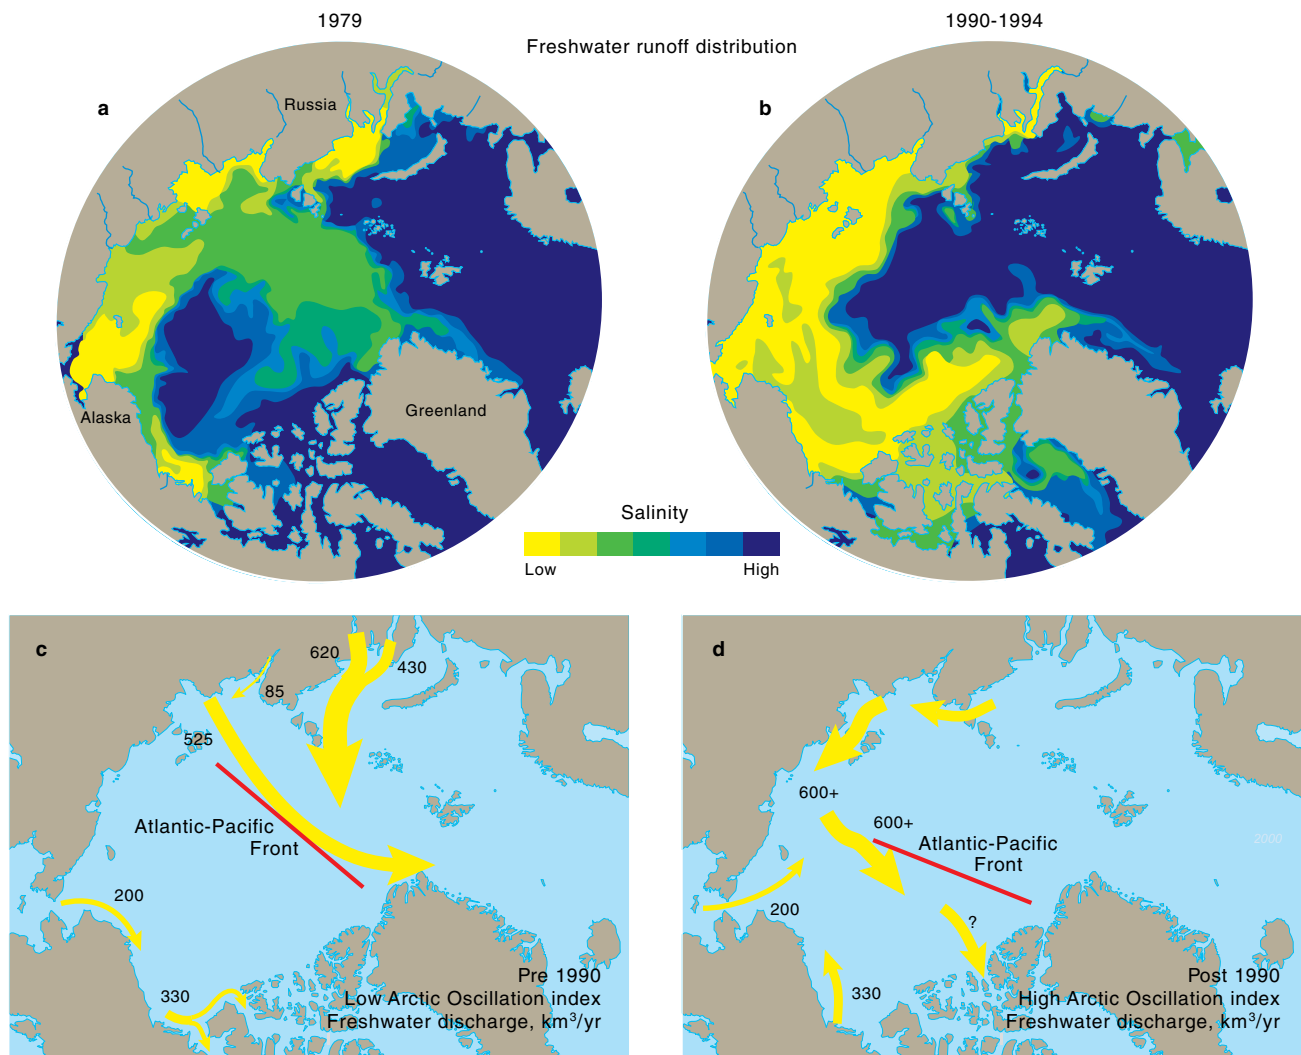 1979
1990-1994
Freshwater runoff distribution
a
Russia
Alaska
Greenland
b
Salinity
Low
High
c
620
430
85
525
Atlantic-Pacific
Front
200
330
Pre 1990
Low Arctic Oscillation index
Freshwater discharge, km³/yr
d
600+
600+
Atlantic-Pacific
Front
2000
200
?
330
Post 1990
High Arctic Oscillation index
Freshwater discharge, km³/yr